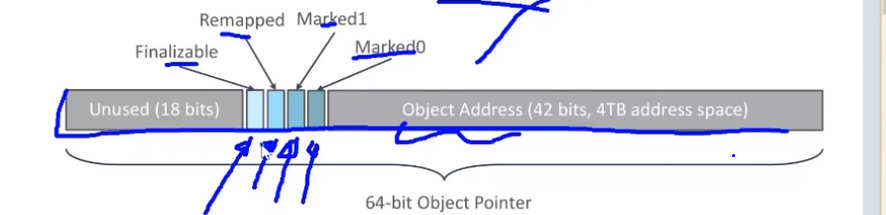 Remapped Marked1
Finalizable Marked0
Unused (18 bits) Object Address (42 bits, 4TB address space)
64-bit Object Pointer